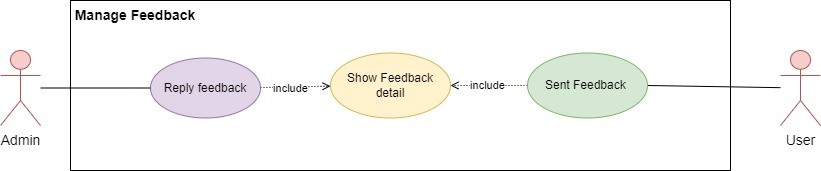 Manage Feedback
Admin
Reply feedback
include
Show Feedback
detail
include
Sent Feedback
User